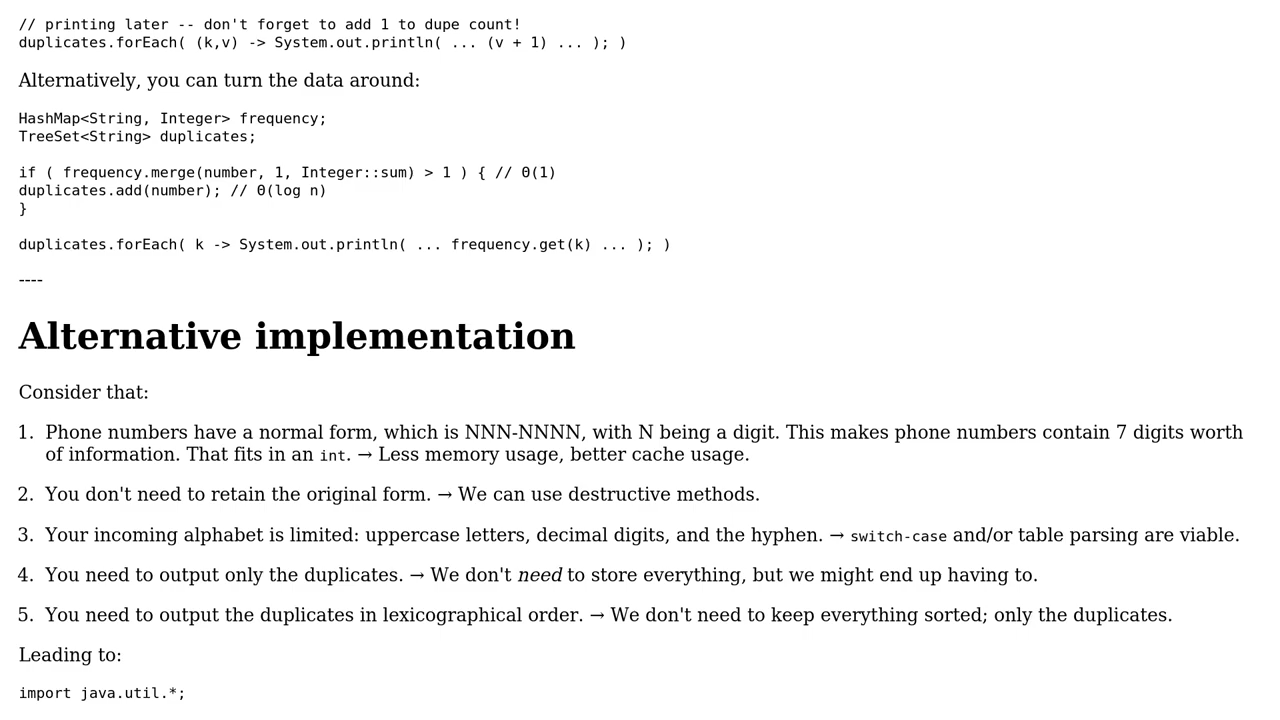 // printing later -- don't forget to add 1 to dupe count!
duplicates.forEach( (k,v) -> System.out.println( ... (v + 1) ... ); )
Alternatively, you can turn the data around:
HashMap<String, Integer> frequency;
TreeSet<String> duplicates;
if ( frequency.merge(number, 1, Integer::sum) > 1 ) { // Θ(1)
duplicates.add(number); // Θ(log n)
}
duplicates.forEach( k -> System.out.println( ... frequency.get(k) ... ); )
----
Alternative implementation
Consider that:
1. Phone numbers have a normal form, which is NNN-NNNN, with N being a digit. This makes phone numbers contain 7 digits worth
of information. That fits in an int. → Less memory usage, better cache usage.
2. You don't need to retain the original form. → We can use destructive methods.
3. Your incoming alphabet is limited: uppercase letters, decimal digits, and the hyphen. → switch-case and/or table parsing are viable.
4. You need to output only the duplicates. → We don't need to store everything, but we might end up having to.
5. You need to output the duplicates in lexicographical order. → We don't need to keep everything sorted; only the duplicates.
Leading to:
import java.util.*;